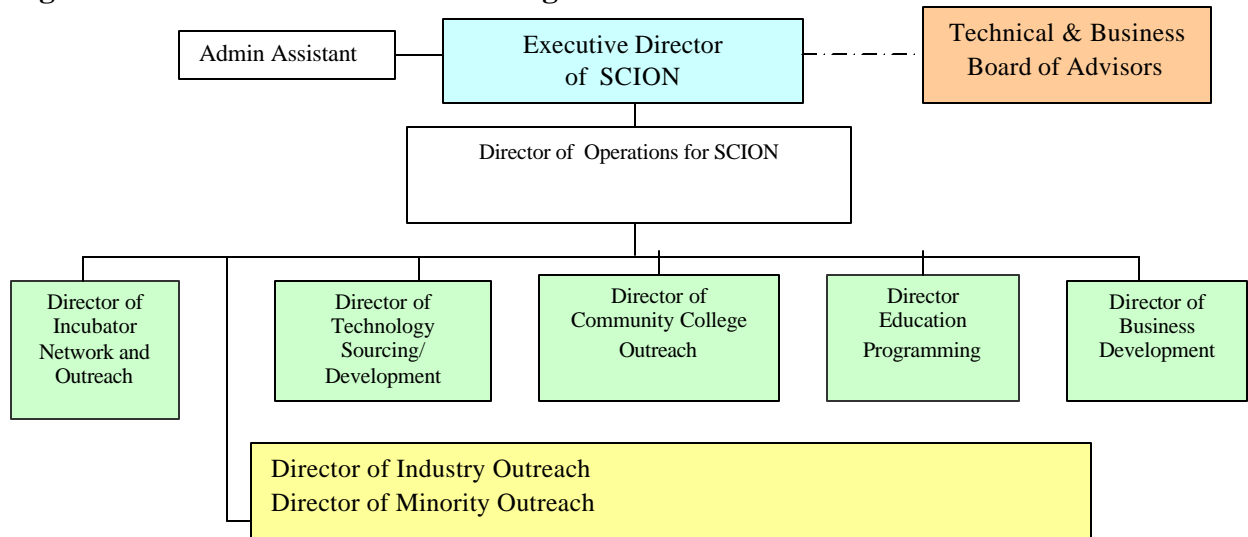 Admin Assistant
Executive Director
of SCION
Technical & Business
Board of Advisors
Director of Operations for SCION
Director of
Incubator
Network and
Outreach
Director of
Technology
Sourcing/
Development
Director of
Community College
Outreach
Director
Education
Programming
Director of
Business
Development
Director of Industry Outreach
Director of Minority Outreach